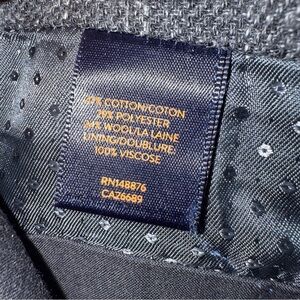 COTTON/COTON
POLYESTER
WOOL/LA LAINE
LINING/DOUBLURE:
100% VISCOSE
RN148876
CA26689